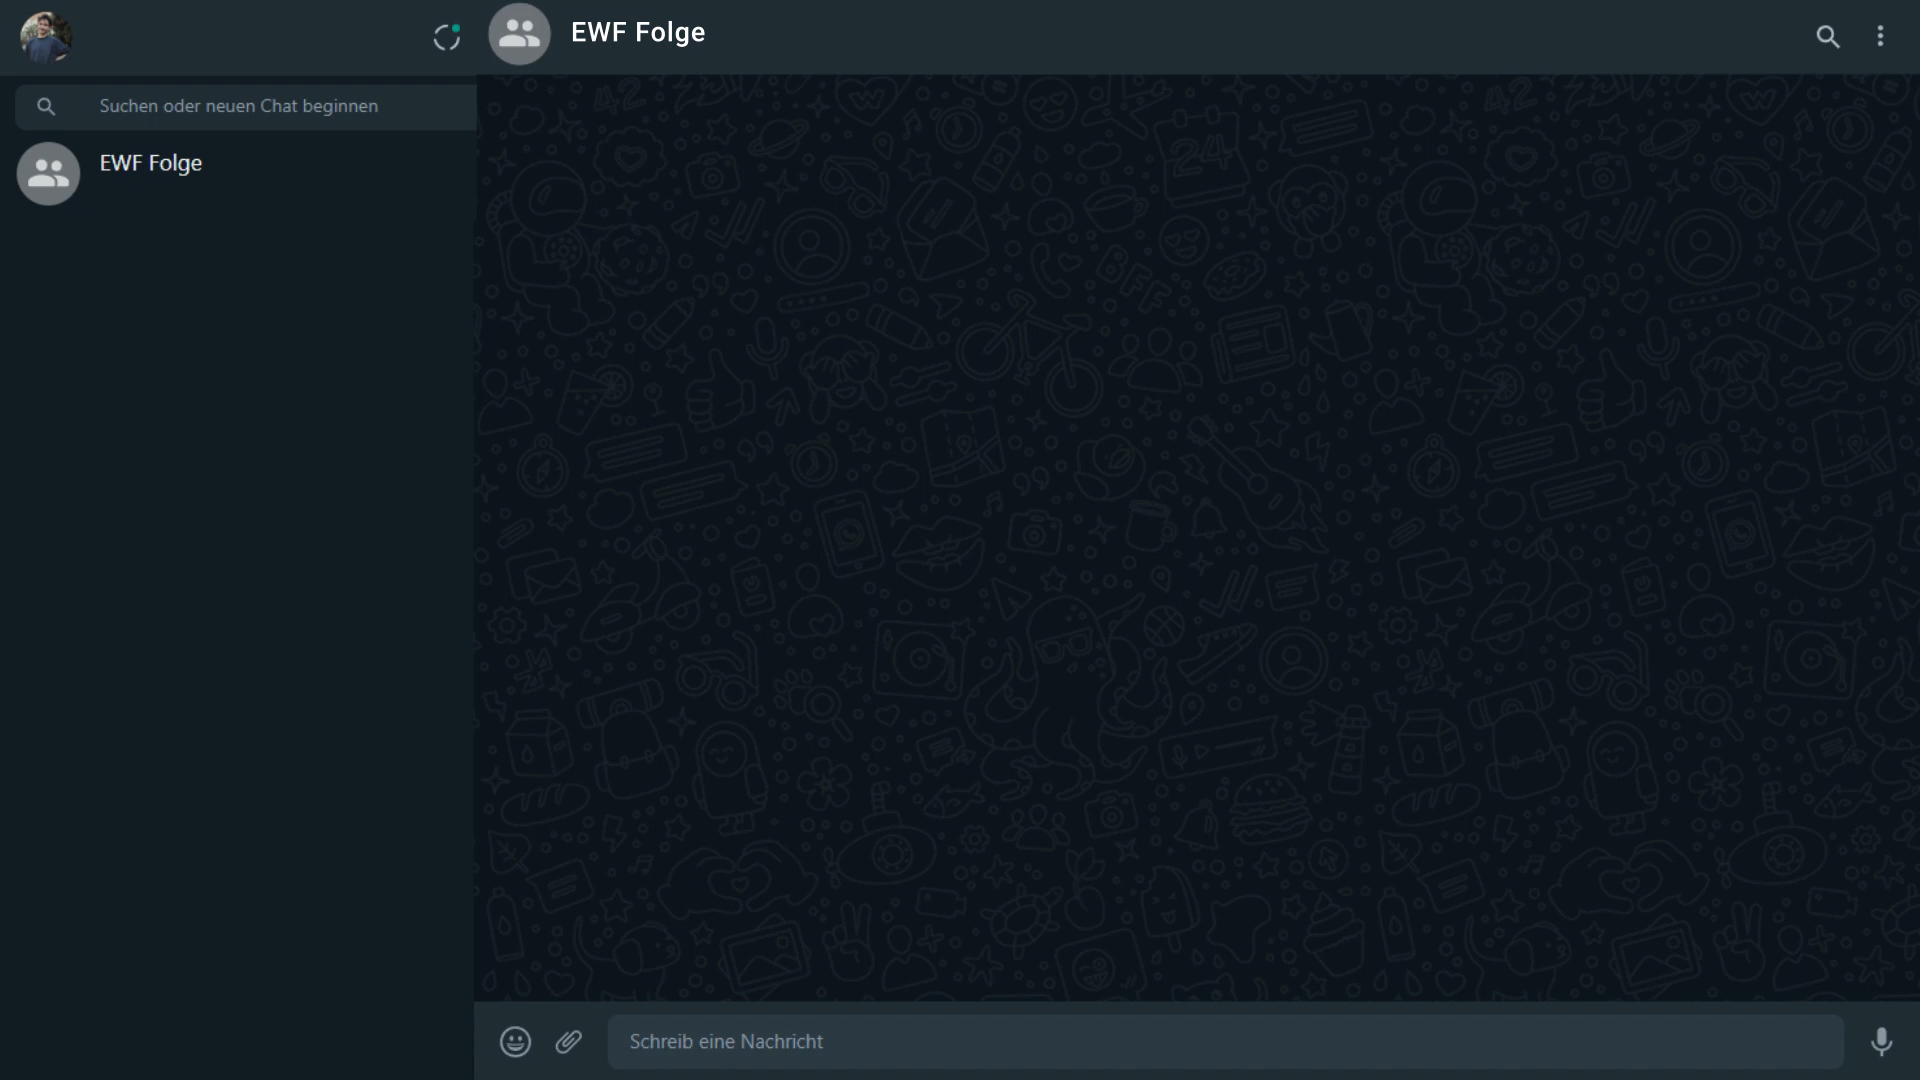 EWF Folge
Suchen oder neuen Chat beginnen
EWF Folge
Schreib eine Nachricht